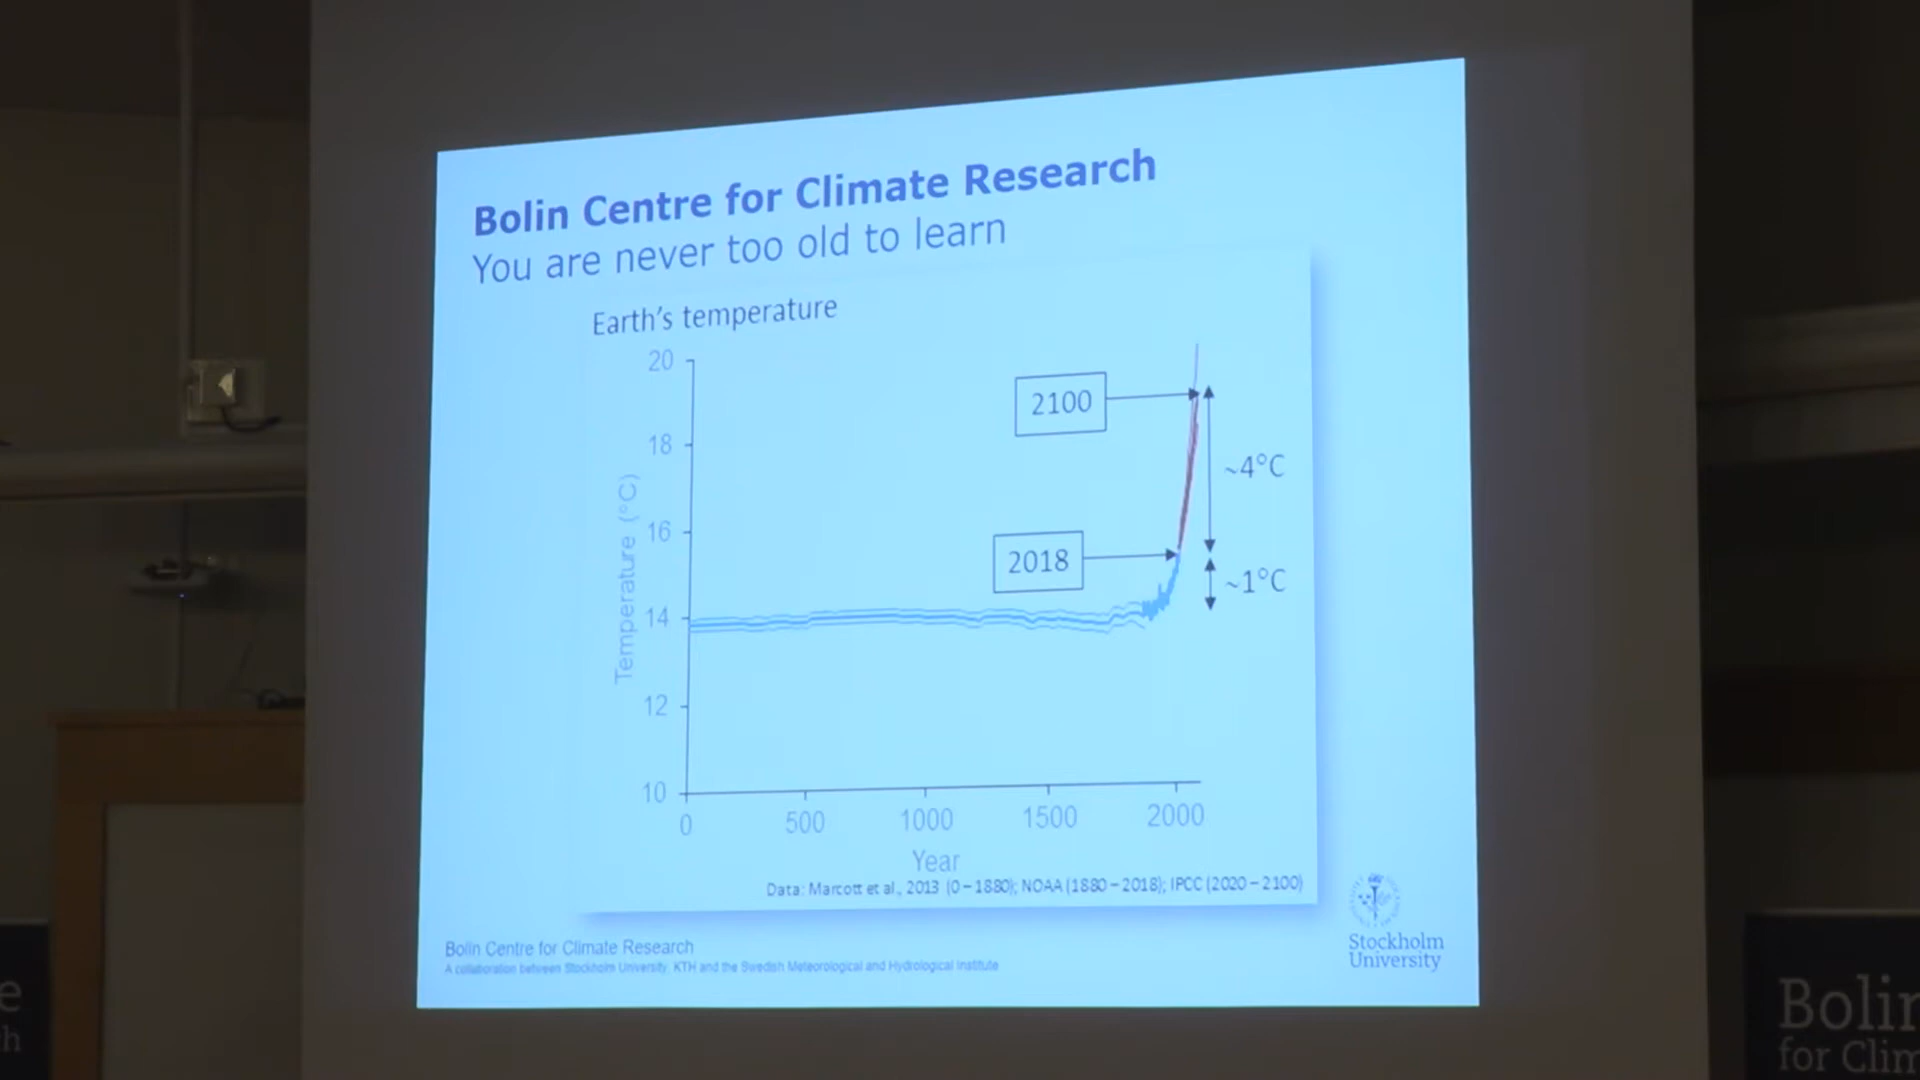 Bolin Centre for Climate Research
You are never too old to learn
Earth's temperature
20
18
16
14
12
10
Temperature (°C)
2100
2018
~4°C
~1°C
0
500
1000
1500
2000
Year
Data: Marcott et al., 2013 (0–1880); NOAA (1880–2018); IPCC (2020–2100)
Bolin Centre for Climate Research
A collaboration between Stockholm University, KTH and the Swedish Meteorological and Hydrological Institute
Stockholm
University
e
h
Bolin
for Clim